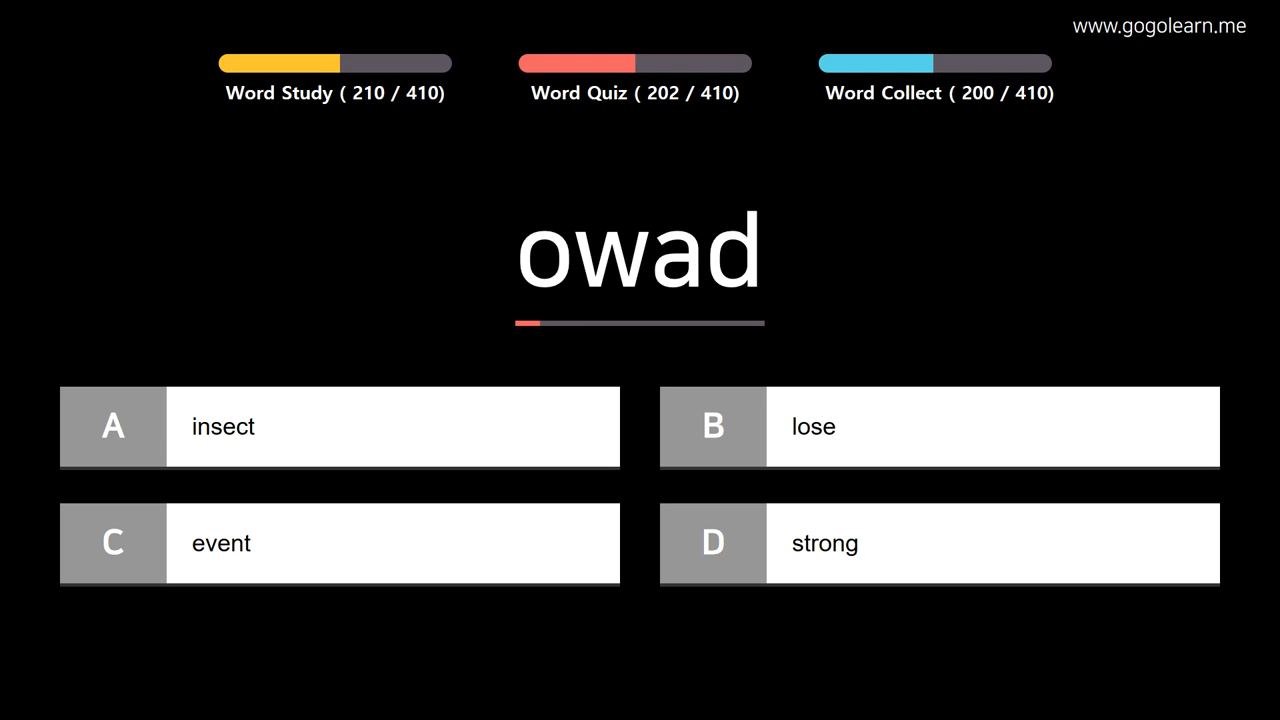 www.gogolearn.me
Word Study ( 210 / 410)
Word Quiz ( 202 / 410)
Word Collect ( 200 / 410)
owad
A insect
B lose
C event
D strong